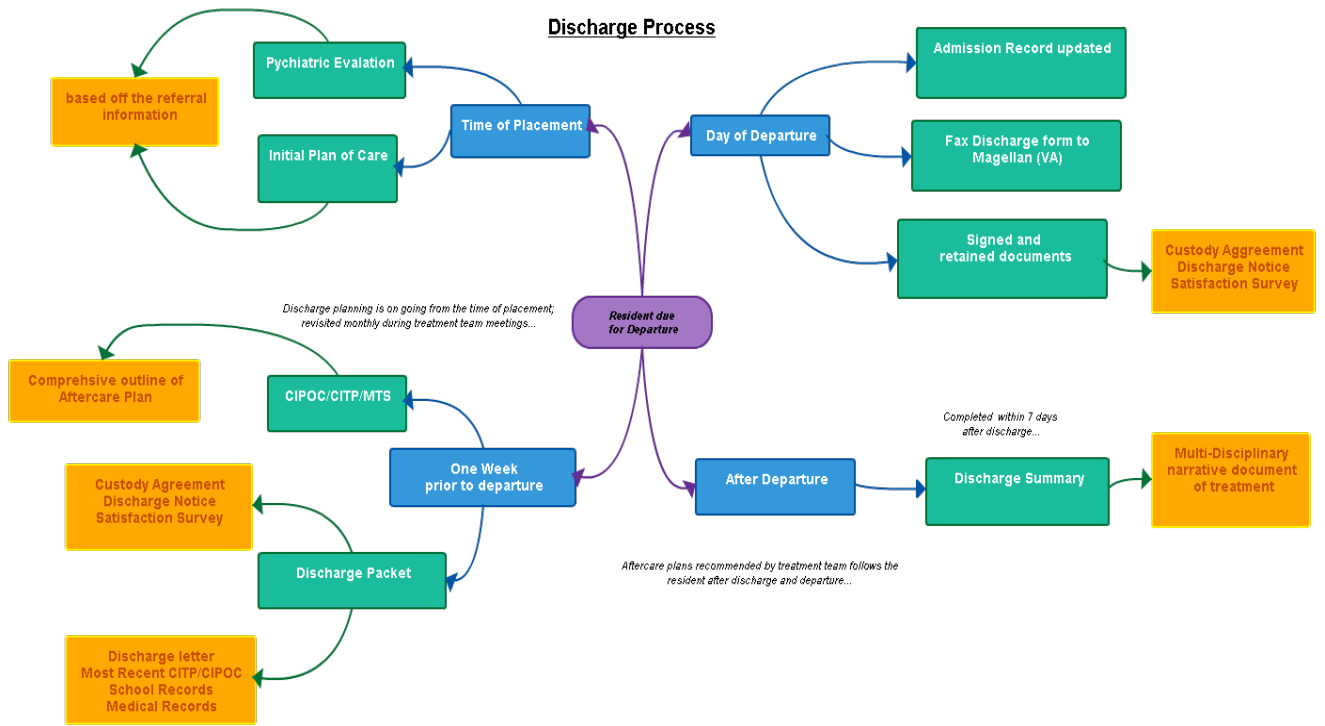 Discharge Process
Pychiatric Evalation
based off the referral
information
Initial Plan of Care
Time of Placement
Day of Departure
Admission Record updated
Fax Discharge form to
Magellan (VA)
Signed and
retained documents
Custody Aggreement
Discharge Notice
Satisfaction Survey
Discharge planning is on going from the time of placement;
revisited monthly during treatment team meetings...
Resident due
for Departure
Comprehsive outline of
Aftercare Plan
CIPOC/CITP/MTS
One Week
prior to departure
Custody Agreement
Discharge Notice
Satisfaction Survey
Discharge Packet
Discharge letter
Most Recent CITP/CIPOC
School Records
Medical Records
After Departure
Completed within 7 days
after discharge...
Discharge Summary
Multi-Disciplinary
narrative document
of treatment
Aftercare plans recommended by treatment team follows the
resident after discharge and departure...